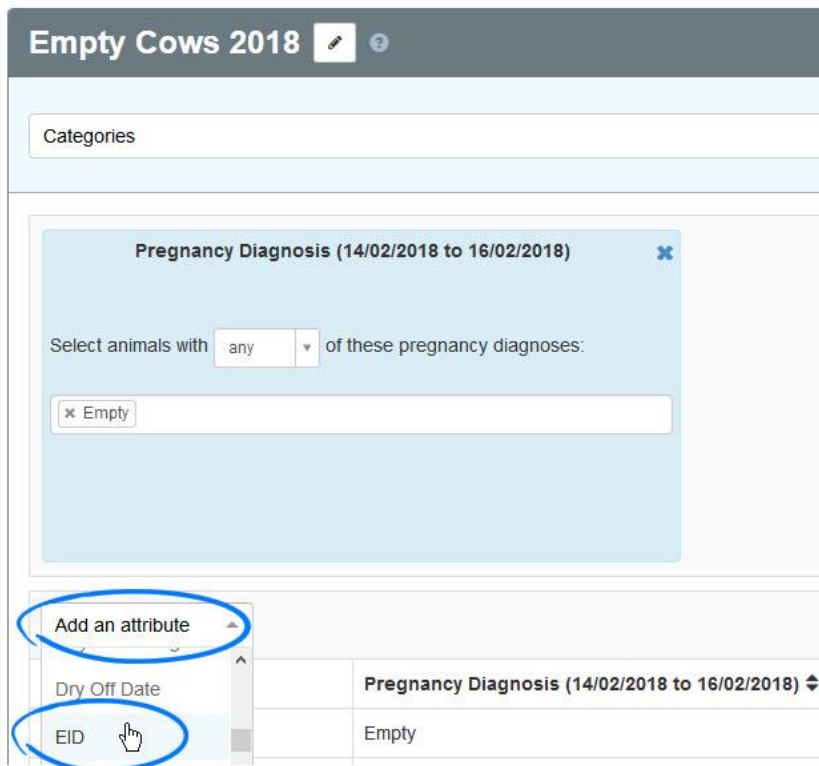 Empty Cows 2018
Categories
Pregnancy Diagnosis (14/02/2018 to 16/02/2018)
Select animals with any of these pregnancy diagnoses:
Empty
Add an attribute
Dry Off Date
Pregnancy Diagnosis (14/02/2018 to 16/02/2018)
EID
Empty